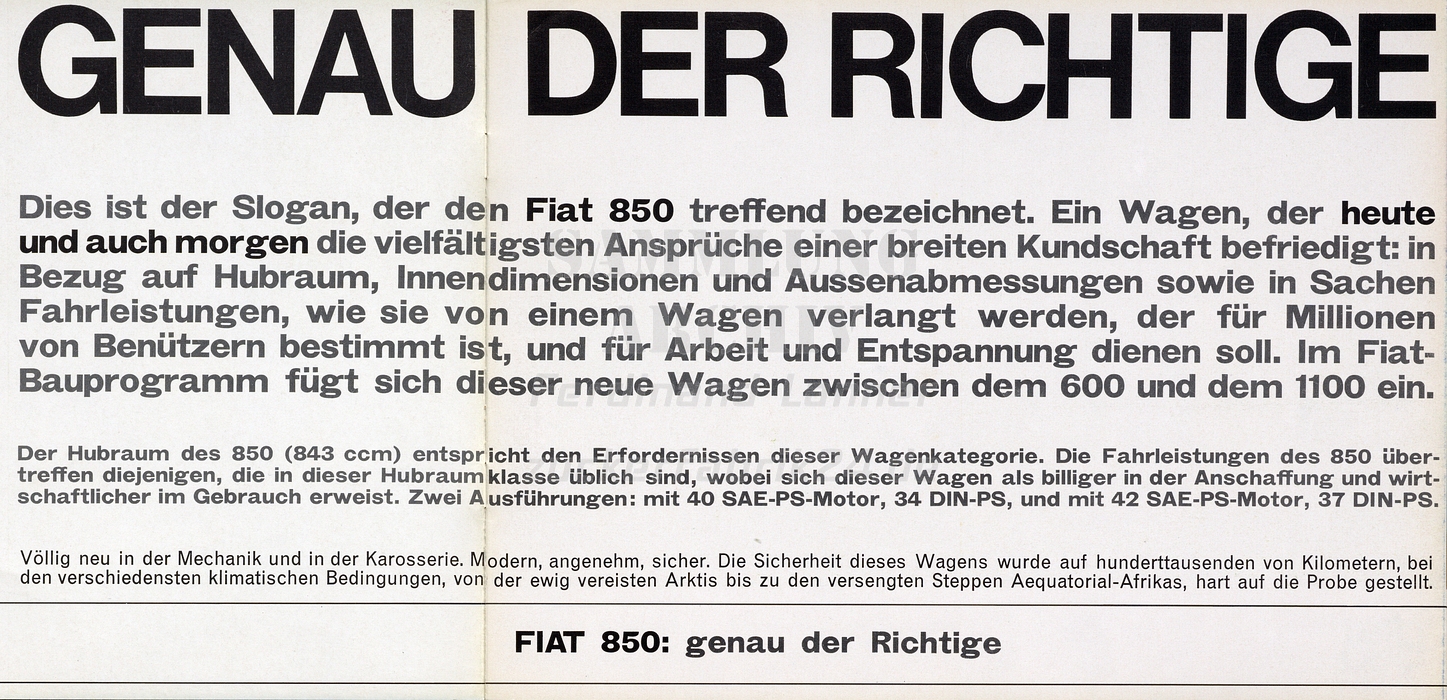 GENAU DER RICHTIGE
Dies ist der Slogan, der den Fiat 850 treffend bezeichnet. Ein Wagen, der heute
und auch morgen die vielfältigsten Ansprüche einer breiten Kundschaft befriedigt: in
Bezug auf Hubraum, Innendimensionen und Aussenabmessungen sowie in Sachen
Fahrleistungen, wie sie von einem Wagen verlangt werden, der für Millionen
von Benützern bestimmt ist, und für Arbeit und Entspannung dienen soll. Im Fiat-
Bauprogramm fügt sich dieser neue Wagen zwischen dem 600 und dem 1100 ein.
Der Hubraum des 850 (843 ccm) entspricht den Erfordernissen dieser Wagenkategorie. Die Fahrleistungen des 850 über-
treffen diejenigen, die in dieser Hubraumklasse üblich sind, wobei sich dieser Wagen als billiger in der Anschaffung und wirt-
schaftlicher im Gebrauch erweist. Zwei Ausführungen: mit 40 SAE-PS-Motor, 34 DIN-PS, und mit 42 SAE-PS-Motor, 37 DIN-PS.
Völlig neu in der Mechanik und in der Karosserie. Modern, angenehm, sicher. Die Sicherheit dieses Wagens wurde auf hunderttausenden von Kilometern, bei
den verschiedensten klimatischen Bedingungen, von der ewig vereisten Arktis bis zu den versengten Steppen Aequatorial-Afrikas, hart auf die Probe gestellt.
FIAT 850: genau der Richtige
SAMMLUNG
ARCHIV
Ferdinand Lanner